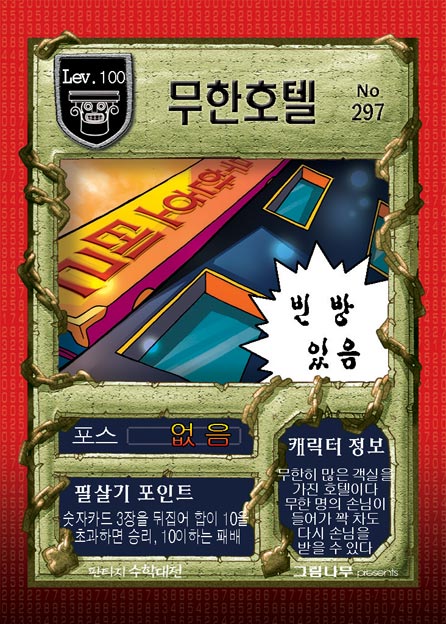 Lev.100
무한호텔
No
297
빈 방
있음
포스 없음
필살기 포인트
숫자카드 3장을 뒤집어 합이 10을
초과하면 승리, 10이하는 패배
캐릭터 정보
무한히 많은 객실을
가진 호텔이다
무한 명의 손님이
들어가 꽉 차도
다시 손님을
받을 수 있다
판타지 수학대전
그림나무 presents